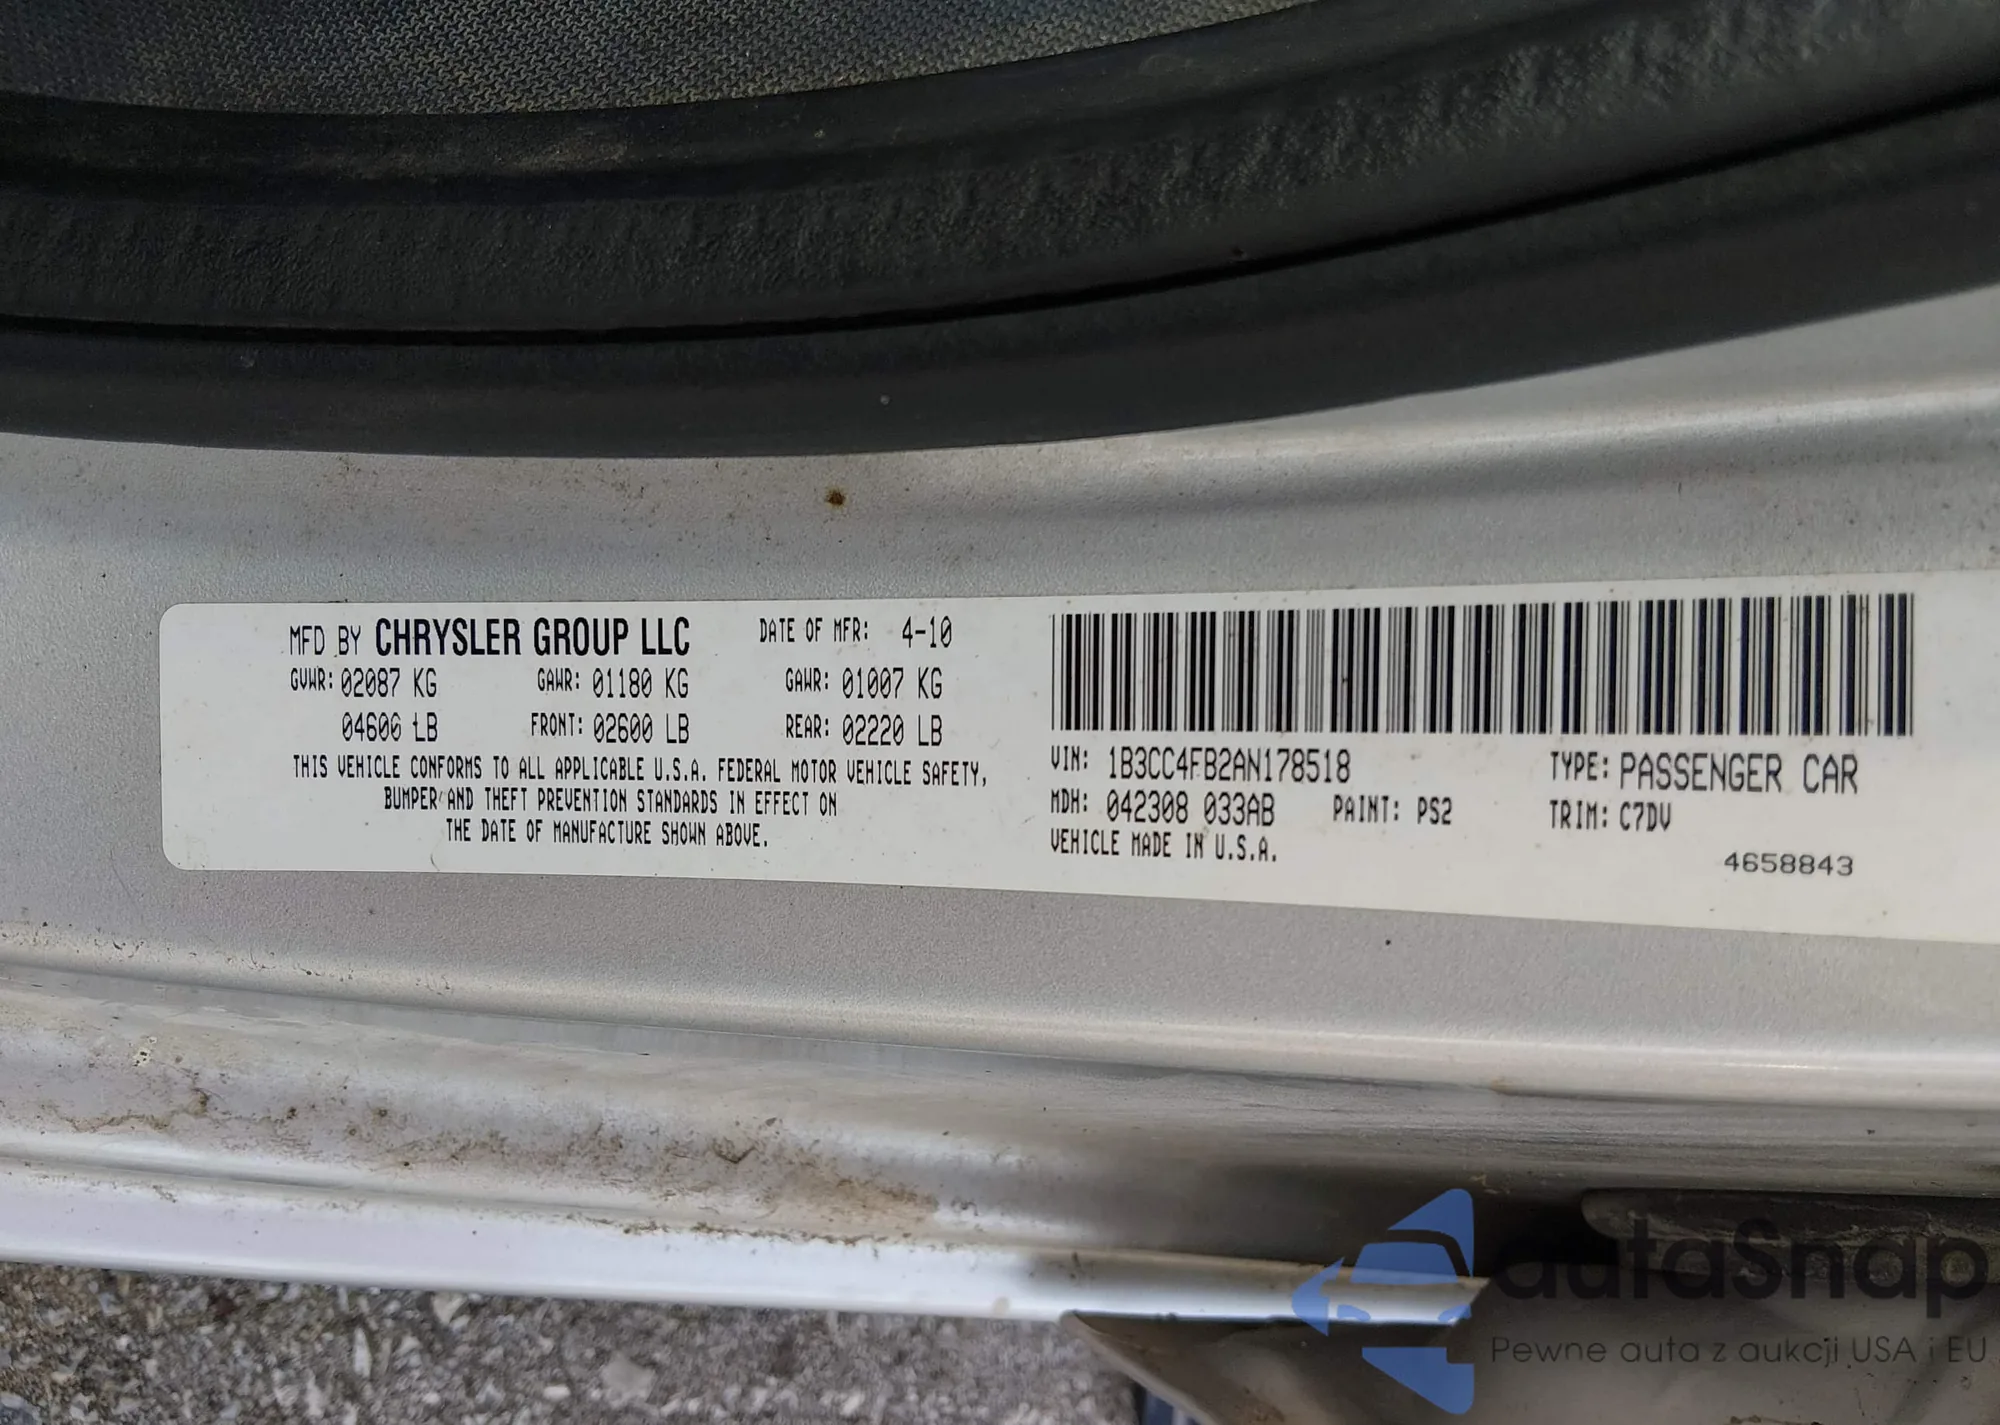 MFD BY CHRYSLER GROUP LLC DATE OF MFR: 4-10
GVWR: 02087 KG GAWR: 01180 KG GAWR: 01007 KG
04600 LB FRONT: 02600 LB REAR: 02220 LB
THIS VEHICLE CONFORMS TO ALL APPLICABLE U.S.A. FEDERAL MOTOR VEHICLE SAFETY,
BUMPER AND THEFT PREVENTION STANDARDS IN EFFECT ON
THE DATE OF MANUFACTURE SHOWN ABOVE.
VIN: 1B3CC4FB2AN178518 TYPE: PASSENGER CAR
MDH: 042308 033AB PAINT: PS2 TRIM: C7DV
VEHICLE MADE IN U.S.A.
4658843
autaSnap
Pewne auta z aukcji USA i EU